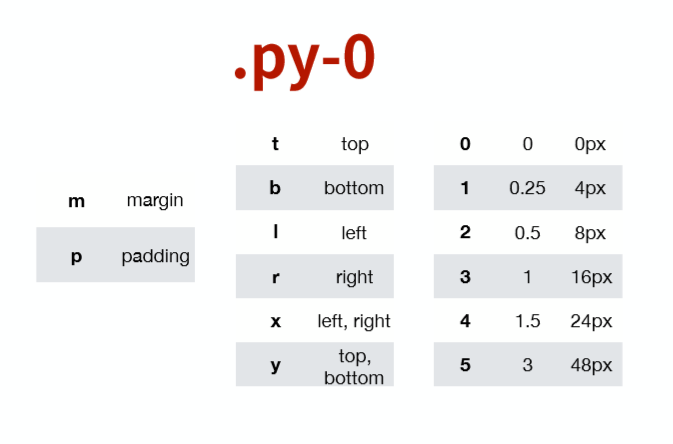 .py-0
m margin
p padding
t top
b bottom
l left
r right
x left, right
y top,
bottom
0 0 0px
1 0.25 4px
2 0.5 8px
3 1 16px
4 1.5 24px
5 3 48px